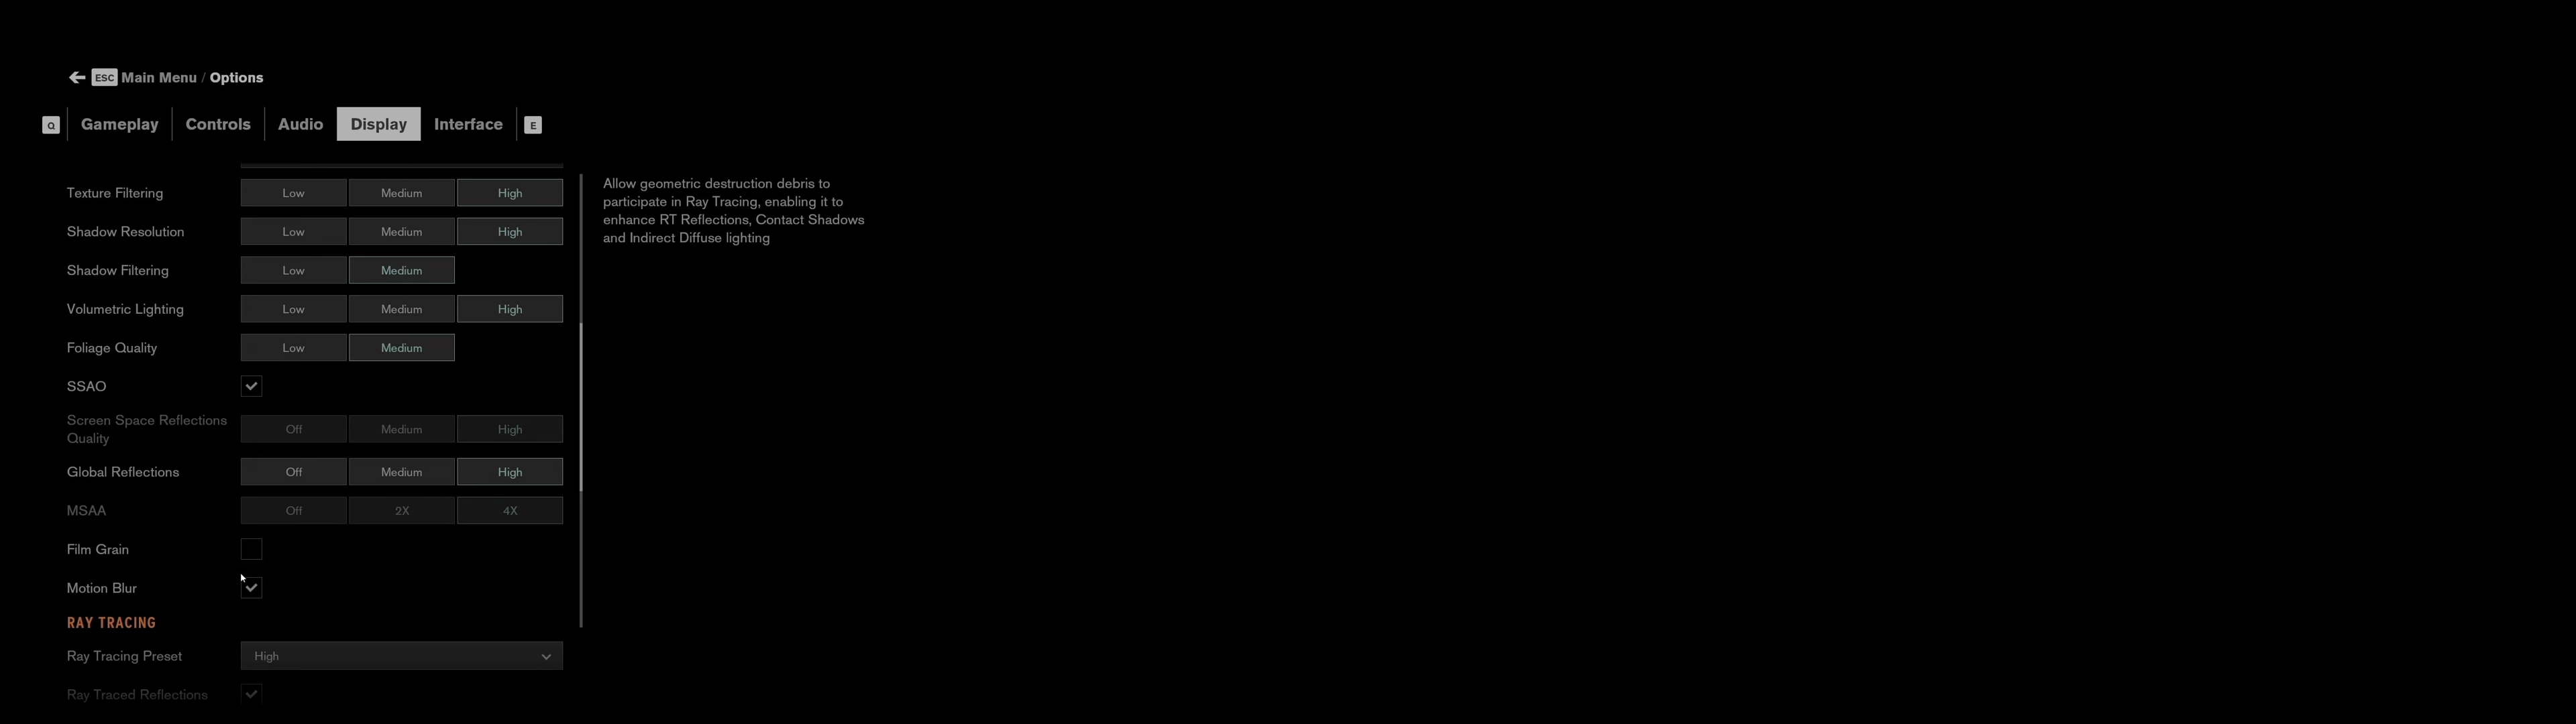 ESC Main Menu / Options
Q Gameplay Controls Audio Display Interface E
Texture Filtering Low Medium High
Shadow Resolution Low Medium High
Shadow Filtering Low Medium
Volumetric Lighting Low Medium High
Foliage Quality Low Medium
SSAO
Screen Space Reflections
Quality
Off Medium High
Global Reflections Off Medium High
MSAA Off 2X 4X
Film Grain
Motion Blur
RAY TRACING
Ray Tracing Preset High
Ray Traced Reflections
Allow geometric destruction debris to
participate in Ray Tracing, enabling it to
enhance RT Reflections, Contact Shadows
and Indirect Diffuse lighting